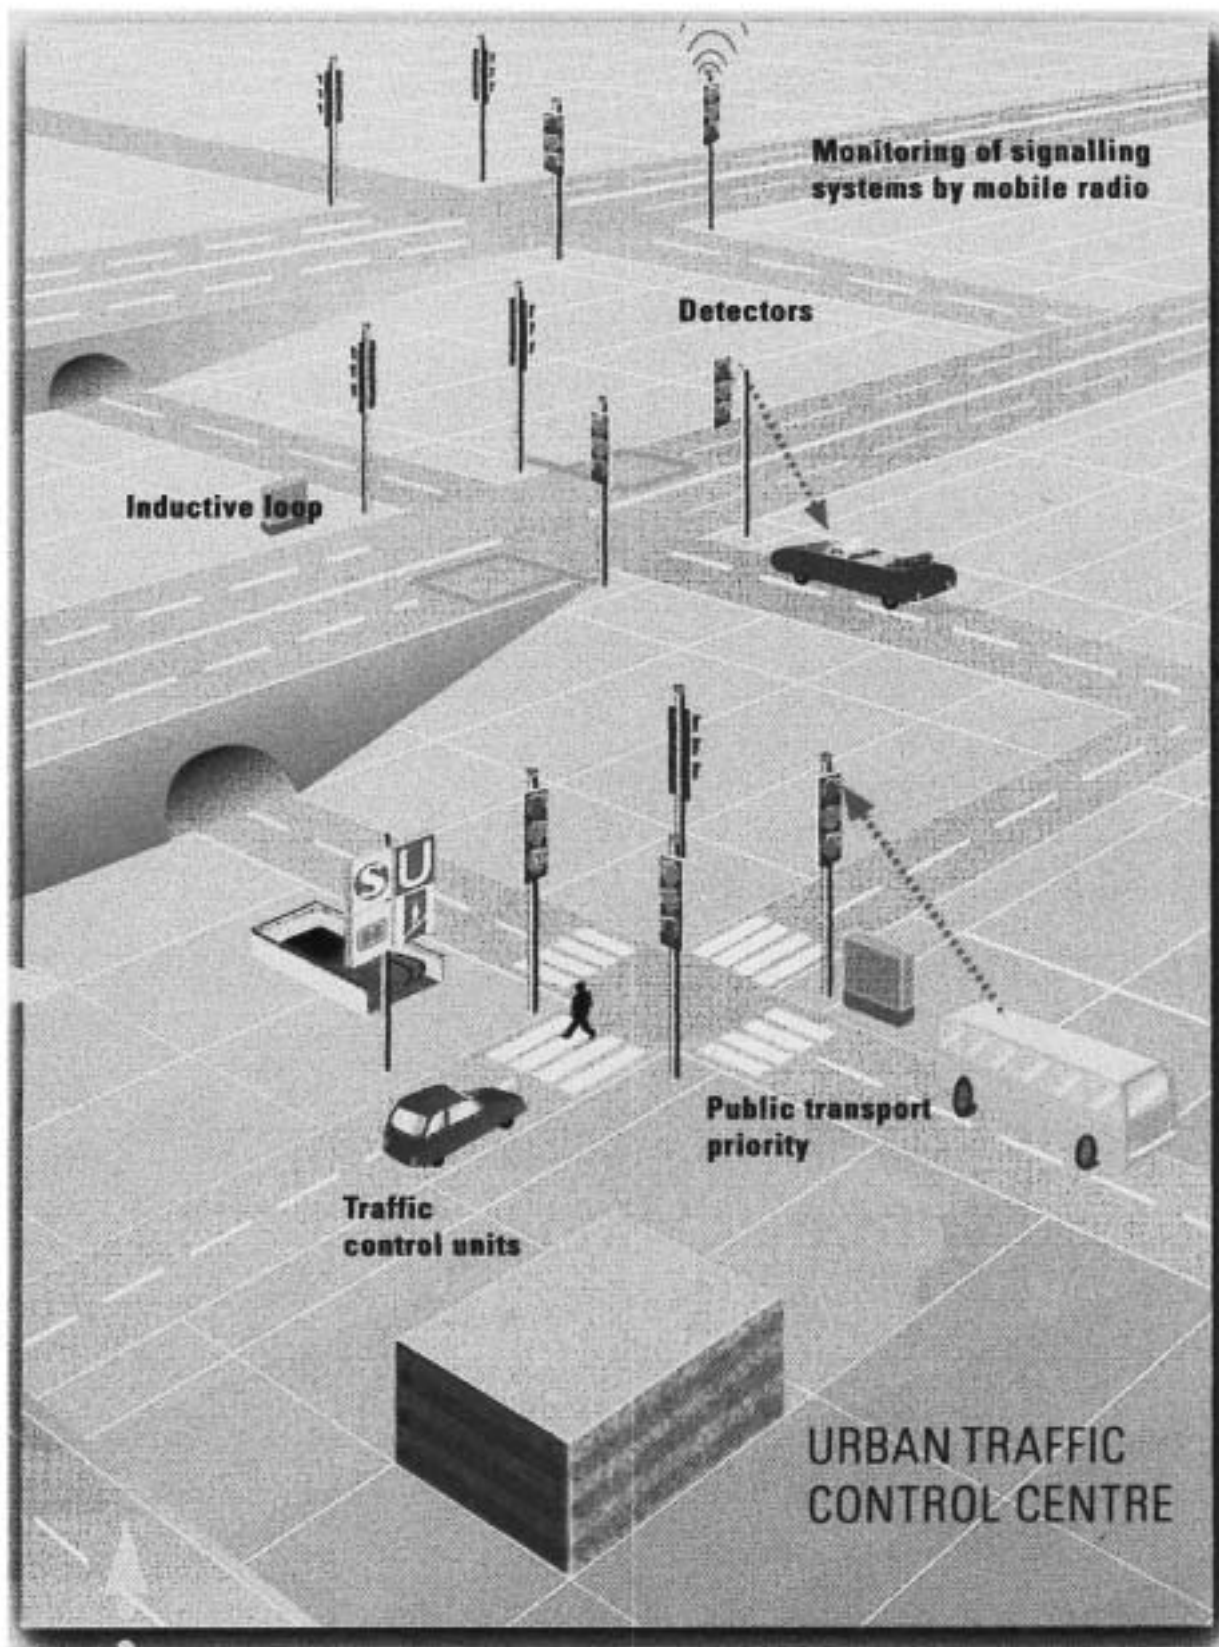 Monitoring of signalling
systems by mobile radio
Detectors
Inductive loop
S U
Public transport
priority
Traffic
control units
URBAN TRAFFIC
CONTROL CENTRE